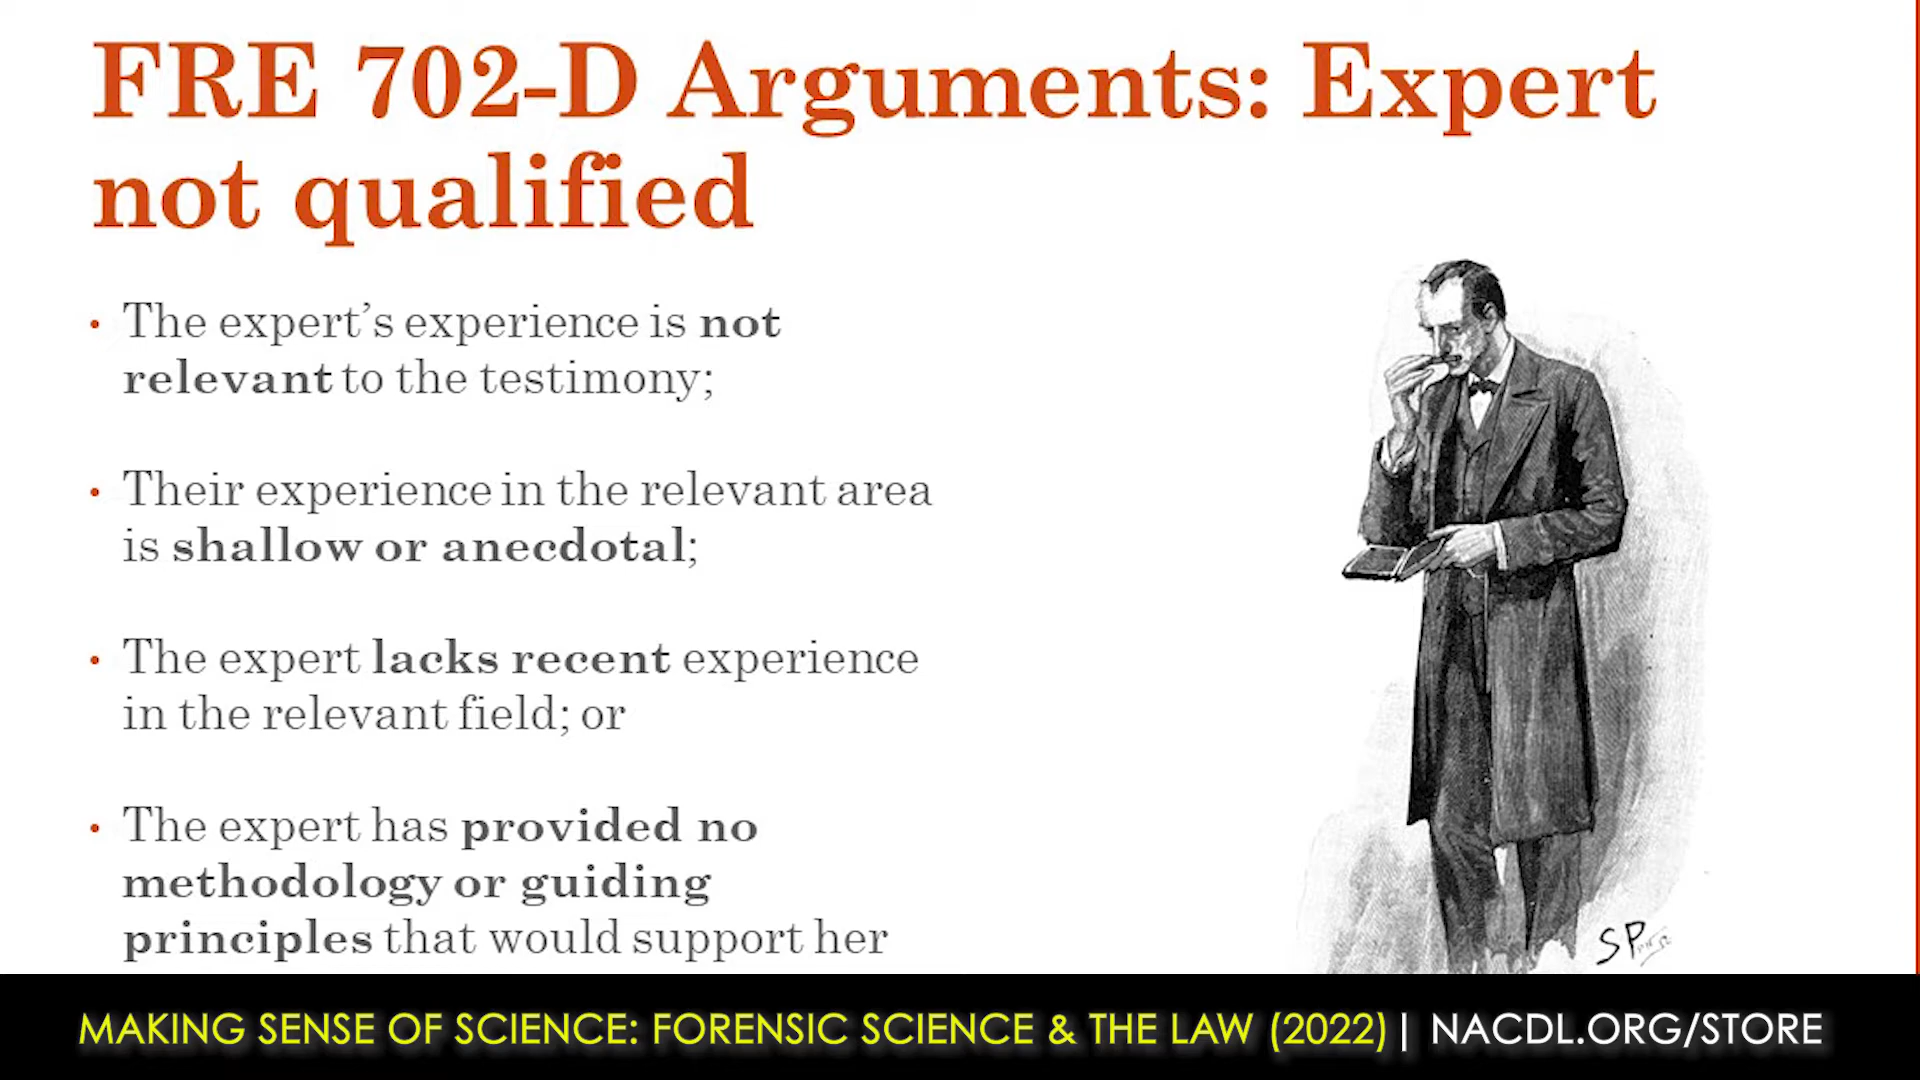 FRE 702-D Arguments: Expert
not qualified
• The expert’s experience is not
relevant to the testimony;
• Their experience in the relevant area
is shallow or anecdotal;
• The expert lacks recent experience
in the relevant field; or
• The expert has provided no
methodology or guiding
principles that would support her
SP
MAKING SENSE OF SCIENCE: FORENSIC SCIENCE & THE LAW (2022)| NACDL.ORG/STORE